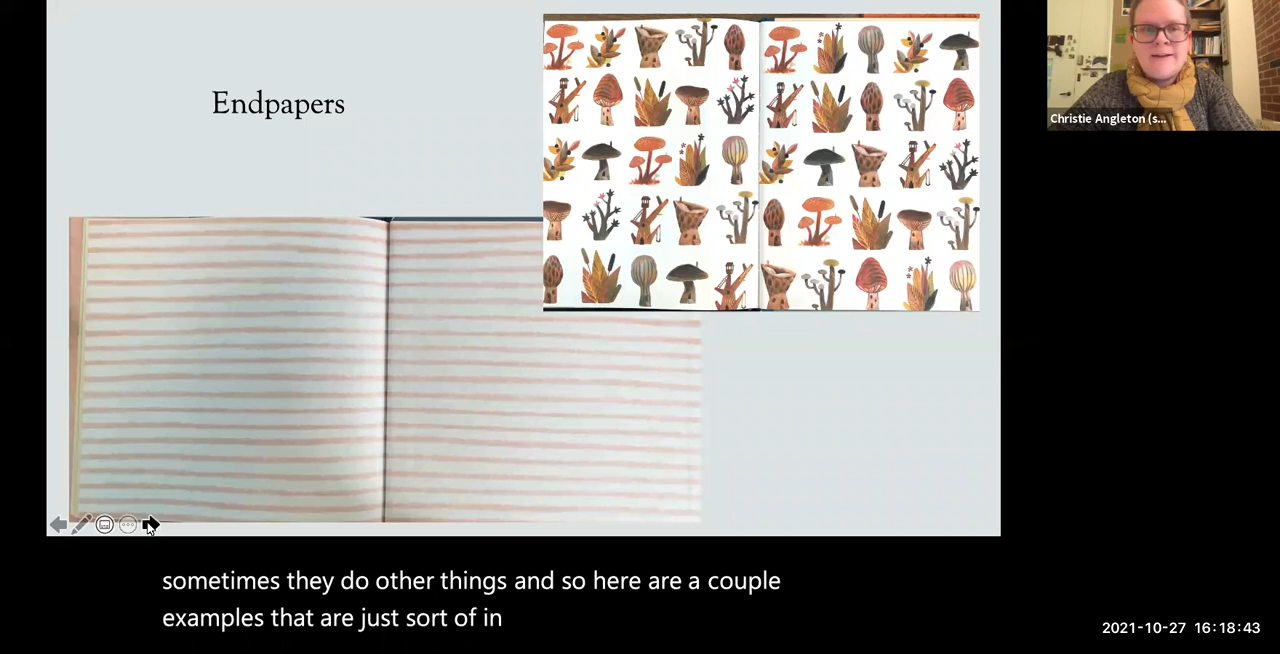 Endpapers
Christie Angleton (s...
sometimes they do other things and so here are a couple
examples that are just sort of in
2021-10-27 16:18:43